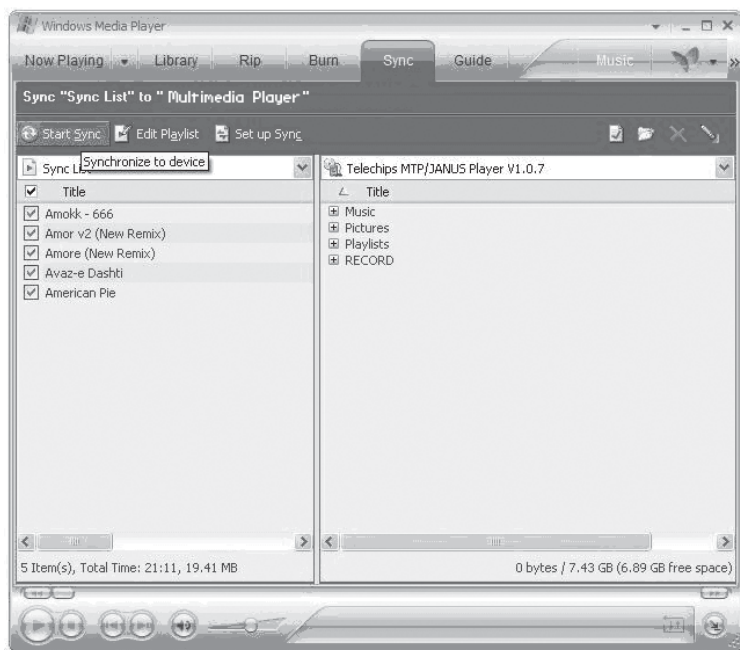 Windows Media Player
Now Playing Library Rip Burn Sync Guide Music
Sync "Sync List" to " Multimedia Player"
Start Sync Edit Playlist Set up Sync
Synchronize to device
Sync List
Telechips MTP/JANUS Player V1.0.7
Title
Amokk - 666
Amor v2 (New Remix)
Amore (New Remix)
Avaz-e Dashti
American Pie
Title
Music
Pictures
Playlists
RECORD
5 Item(s), Total Time: 21:11, 19.41 MB
0 bytes / 7.43 GB (6.89 GB free space)